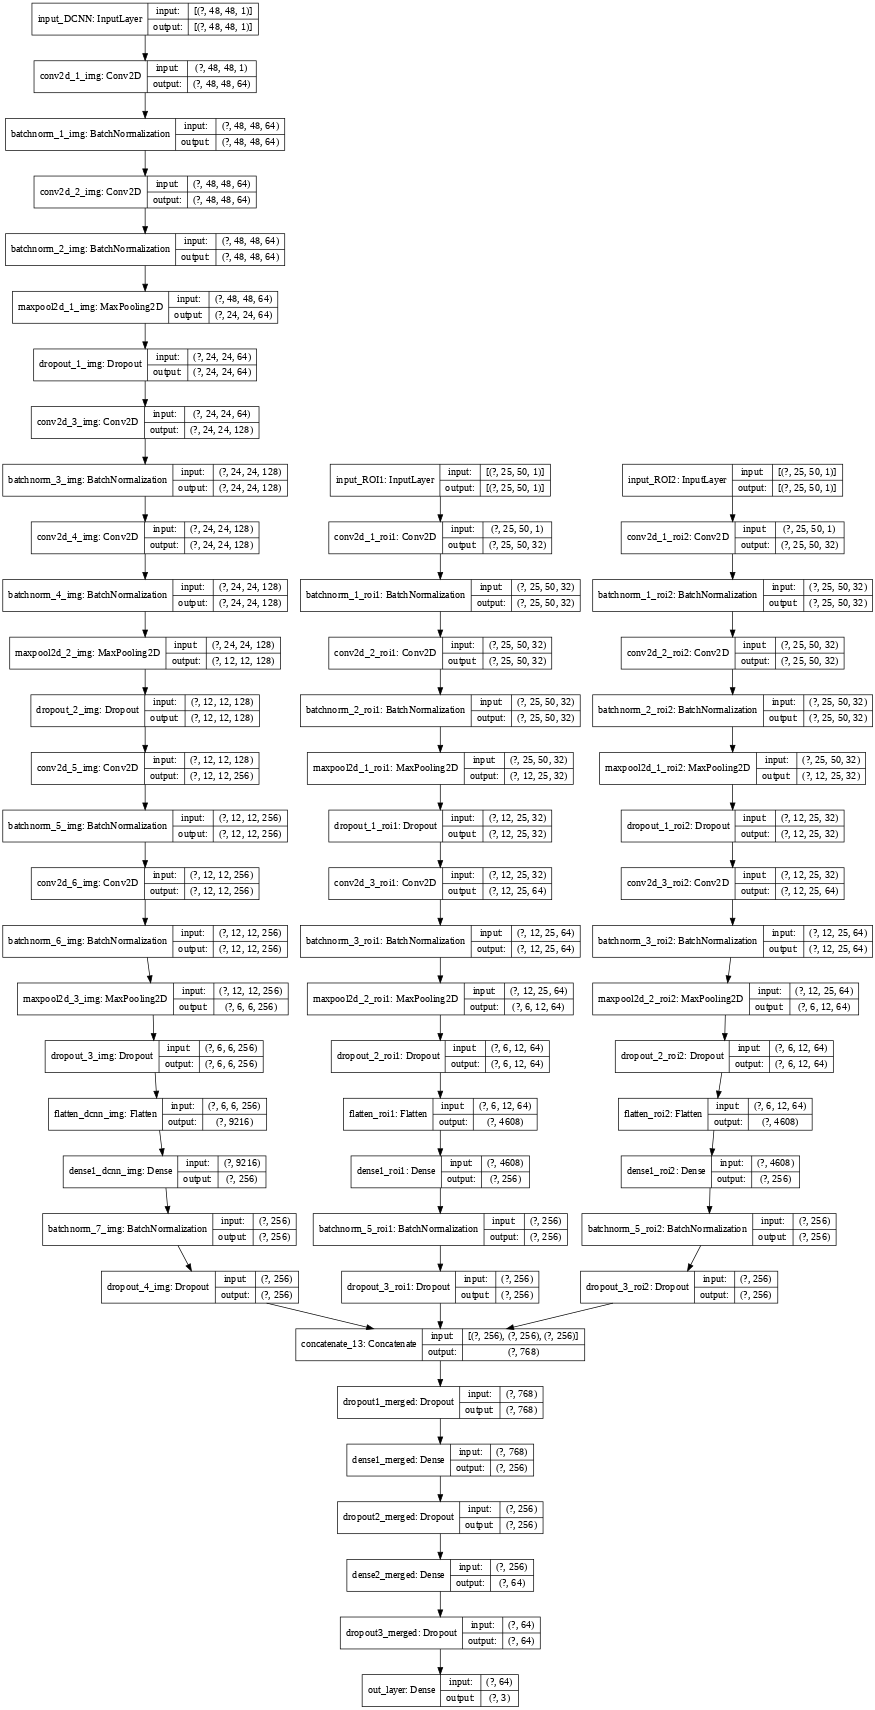 input_DCNN: InputLayer
input: [(?, 48, 48, 1)]
output: [(?, 48, 48, 1)]
conv2d_1_img: Conv2D
input: (?, 48, 48, 1)
output: (?, 48, 48, 64)
batchnorm_1_img: BatchNormalization
input: (?, 48, 48, 64)
output: (?, 48, 48, 64)
conv2d_2_img: Conv2D
input: (?, 48, 48, 64)
output: (?, 48, 48, 64)
batchnorm_2_img: BatchNormalization
input: (?, 48, 48, 64)
output: (?, 48, 48, 64)
maxpool2d_1_img: MaxPooling2D
input: (?, 48, 48, 64)
output: (?, 24, 24, 64)
dropout_1_img: Dropout
input: (?, 24, 24, 64)
output: (?, 24, 24, 64)
conv2d_3_img: Conv2D
input: (?, 24, 24, 64)
output: (?, 24, 24, 128)
batchnorm_3_img: BatchNormalization
input: (?, 24, 24, 128)
output: (?, 24, 24, 128)
conv2d_4_img: Conv2D
input: (?, 24, 24, 128)
output: (?, 24, 24, 128)
batchnorm_4_img: BatchNormalization
input: (?, 24, 24, 128)
output: (?, 24, 24, 128)
maxpool2d_2_img: MaxPooling2D
input: (?, 24, 24, 128)
output: (?, 12, 12, 128)
dropout_2_img: Dropout
input: (?, 12, 12, 128)
output: (?, 12, 12, 128)
conv2d_5_img: Conv2D
input: (?, 12, 12, 128)
output: (?, 12, 12, 256)
batchnorm_5_img: BatchNormalization
input: (?, 12, 12, 256)
output: (?, 12, 12, 256)
conv2d_6_img: Conv2D
input: (?, 12, 12, 256)
output: (?, 12, 12, 256)
batchnorm_6_img: BatchNormalization
input: (?, 12, 12, 256)
output: (?, 12, 12, 256)
maxpool2d_3_img: MaxPooling2D
input: (?, 12, 12, 256)
output: (?, 6, 6, 256)
dropout_3_img: Dropout
input: (?, 6, 6, 256)
output: (?, 6, 6, 256)
flatten_dcnn_img: Flatten
input: (?, 6, 6, 256)
output: (?, 9216)
dense1_dcnn_img: Dense
input: (?, 9216)
output: (?, 256)
batchnorm_7_img: BatchNormalization
input: (?, 256)
output: (?, 256)
dropout_4_img: Dropout
input: (?, 256)
output: (?, 256)
input_ROI1: InputLayer
input: [(?, 25, 50, 1)]
output: [(?, 25, 50, 1)]
conv2d_1_roi1: Conv2D
input: (?, 25, 50, 1)
output: (?, 25, 50, 32)
batchnorm_1_roi1: BatchNormalization
input: (?, 25, 50, 32)
output: (?, 25, 50, 32)
conv2d_2_roi1: Conv2D
input: (?, 25, 50, 32)
output: (?, 25, 50, 32)
batchnorm_2_roi1: BatchNormalization
input: (?, 25, 50, 32)
output: (?, 25, 50, 32)
maxpool2d_1_roi1: MaxPooling2D
input: (?, 25, 50, 32)
output: (?, 12, 25, 32)
dropout_1_roi1: Dropout
input: (?, 12, 25, 32)
output: (?, 12, 25, 32)
conv2d_3_roi1: Conv2D
input: (?, 12, 25, 32)
output: (?, 12, 25, 64)
batchnorm_3_roi1: BatchNormalization
input: (?, 12, 25, 64)
output: (?, 12, 25, 64)
maxpool2d_2_roi1: MaxPooling2D
input: (?, 12, 25, 64)
output: (?, 6, 12, 64)
dropout_2_roi1: Dropout
input: (?, 6, 12, 64)
output: (?, 6, 12, 64)
flatten_roi1: Flatten
input: (?, 6, 12, 64)
output: (?, 4608)
dense1_roi1: Dense
input: (?, 4608)
output: (?, 256)
batchnorm_5_roi1: BatchNormalization
input: (?, 256)
output: (?, 256)
dropout_3_roi1: Dropout
input: (?, 256)
output: (?, 256)
input_ROI2: InputLayer
input: [(?, 25, 50, 1)]
output: [(?, 25, 50, 1)]
conv2d_1_roi2: Conv2D
input: (?, 25, 50, 1)
output: (?, 25, 50, 32)
batchnorm_1_roi2: BatchNormalization
input: (?, 25, 50, 32)
output: (?, 25, 50, 32)
conv2d_2_roi2: Conv2D
input: (?, 25, 50, 32)
output: (?, 25, 50, 32)
batchnorm_2_roi2: BatchNormalization
input: (?, 25, 50, 32)
output: (?, 25, 50, 32)
maxpool2d_1_roi2: MaxPooling2D
input: (?, 25, 50, 32)
output: (?, 12, 25, 32)
dropout_1_roi2: Dropout
input: (?, 12, 25, 32)
output: (?, 12, 25, 32)
conv2d_3_roi2: Conv2D
input: (?, 12, 25, 32)
output: (?, 12, 25, 64)
batchnorm_3_roi2: BatchNormalization
input: (?, 12, 25, 64)
output: (?, 12, 25, 64)
maxpool2d_2_roi2: MaxPooling2D
input: (?, 12, 25, 64)
output: (?, 6, 12, 64)
dropout_2_roi2: Dropout
input: (?, 6, 12, 64)
output: (?, 6, 12, 64)
flatten_roi2: Flatten
input: (?, 6, 12, 64)
output: (?, 4608)
dense1_roi2: Dense
input: (?, 4608)
output: (?, 256)
batchnorm_5_roi2: BatchNormalization
input: (?, 256)
output: (?, 256)
dropout_3_roi2: Dropout
input: (?, 256)
output: (?, 256)
concatenate_13: Concatenate
input: [(?, 256), (?, 256), (?, 256)]
output: (?, 768)
dropout1_merged: Dropout
input: (?, 768)
output: (?, 768)
dense1_merged: Dense
input: (?, 768)
output: (?, 256)
dropout2_merged: Dropout
input: (?, 256)
output: (?, 256)
dense2_merged: Dense
input: (?, 256)
output: (?, 64)
dropout3_merged: Dropout
input: (?, 64)
output: (?, 64)
out_layer: Dense
input: (?, 64)
output: (?, 3)